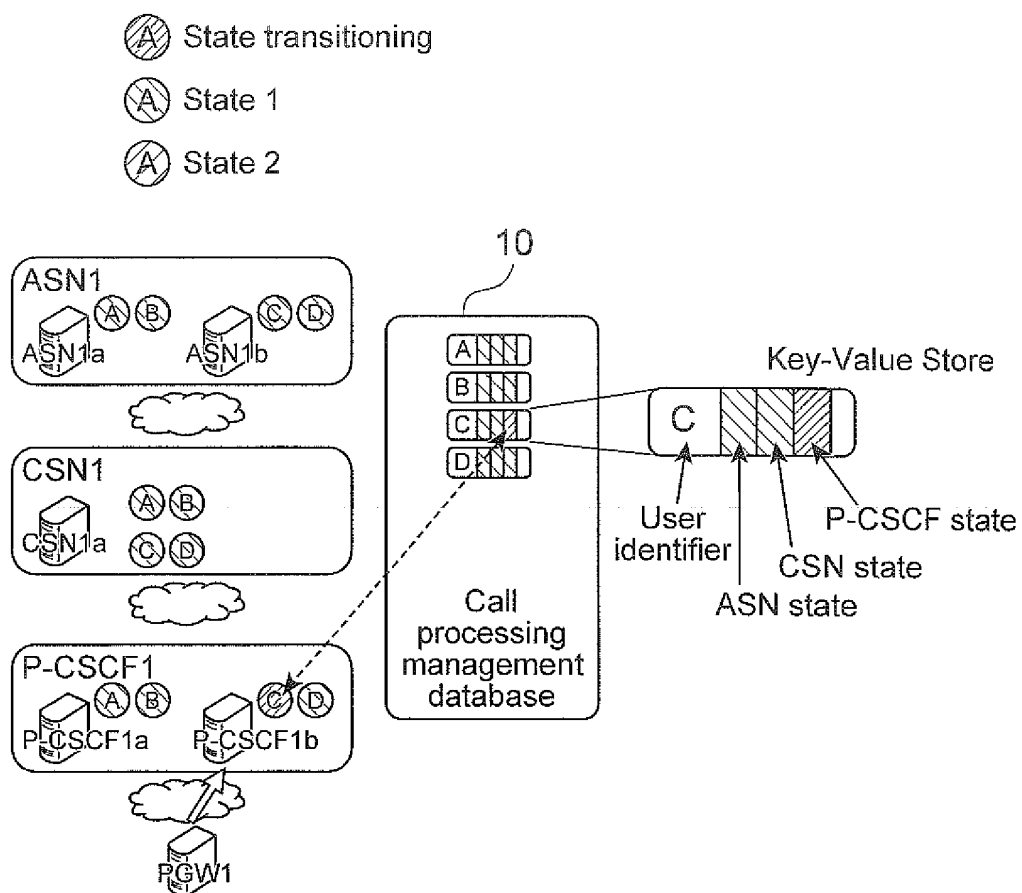 A State transitioning
A State 1
A State 2
10
ASN1
A B C D
ASN1a ASN1b
CSN1
A B
CSN1a
C D
P-CSCF1
A B C D
P-CSCF1a P-CSCF1b
PGW1
A
B
C
D
Call
processing
management
database
Key-Value Store
C
User
identifier
P-CSCF state
CSN state
ASN state